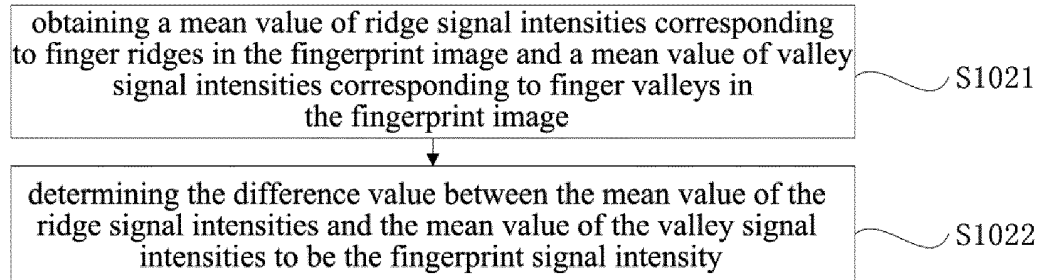 obtaining a mean value of ridge signal intensities corresponding
to finger ridges in the fingerprint image and a mean value of valley
signal intensities corresponding to finger valleys in
the fingerprint image
S1021
determining the difference value between the mean value of the
ridge signal intensities and the mean value of the valley signal
intensities to be the fingerprint signal intensity
S1022